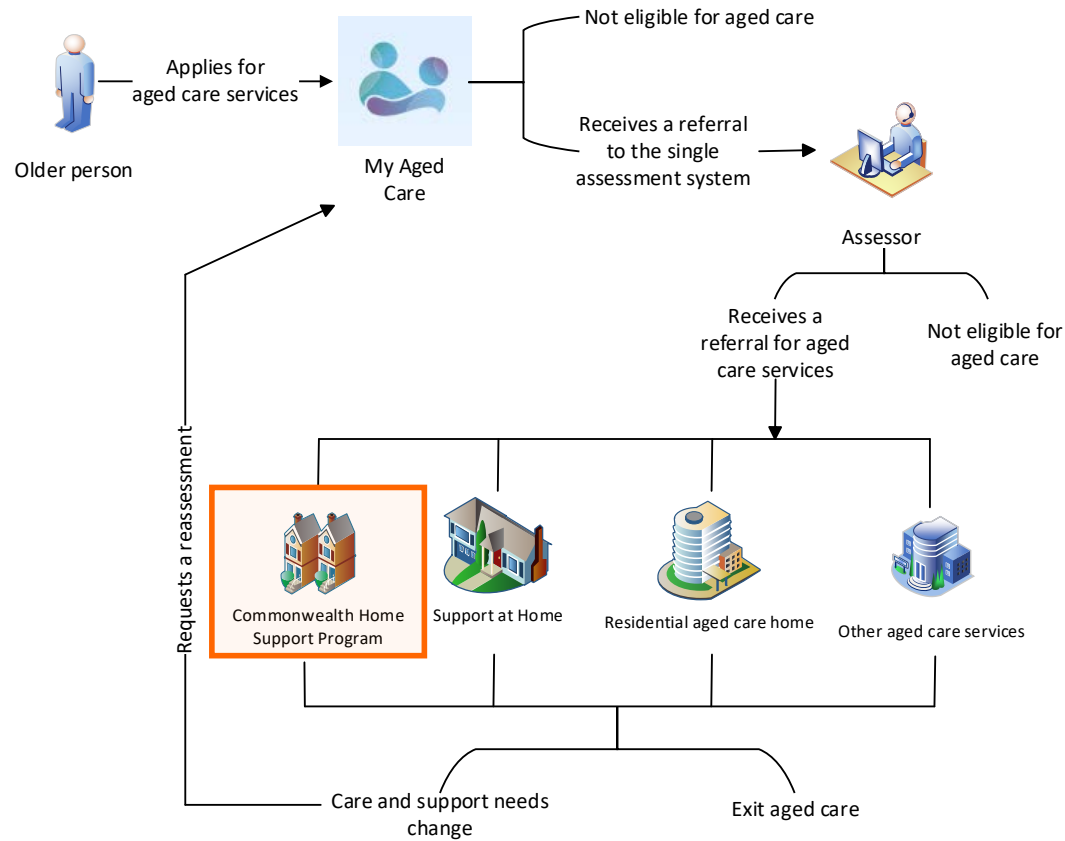 Older person
Applies for
aged care services
My Aged
Care
Not eligible for aged care
Receives a referral
to the single
assessment system
Assessor
Receives a
referral for aged
care services
Not eligible for
aged care
Commonwealth Home
Support Program
Support at Home
Residential aged care home
Other aged care services
Care and support needs
change
Exit aged care
Requests a reassessment